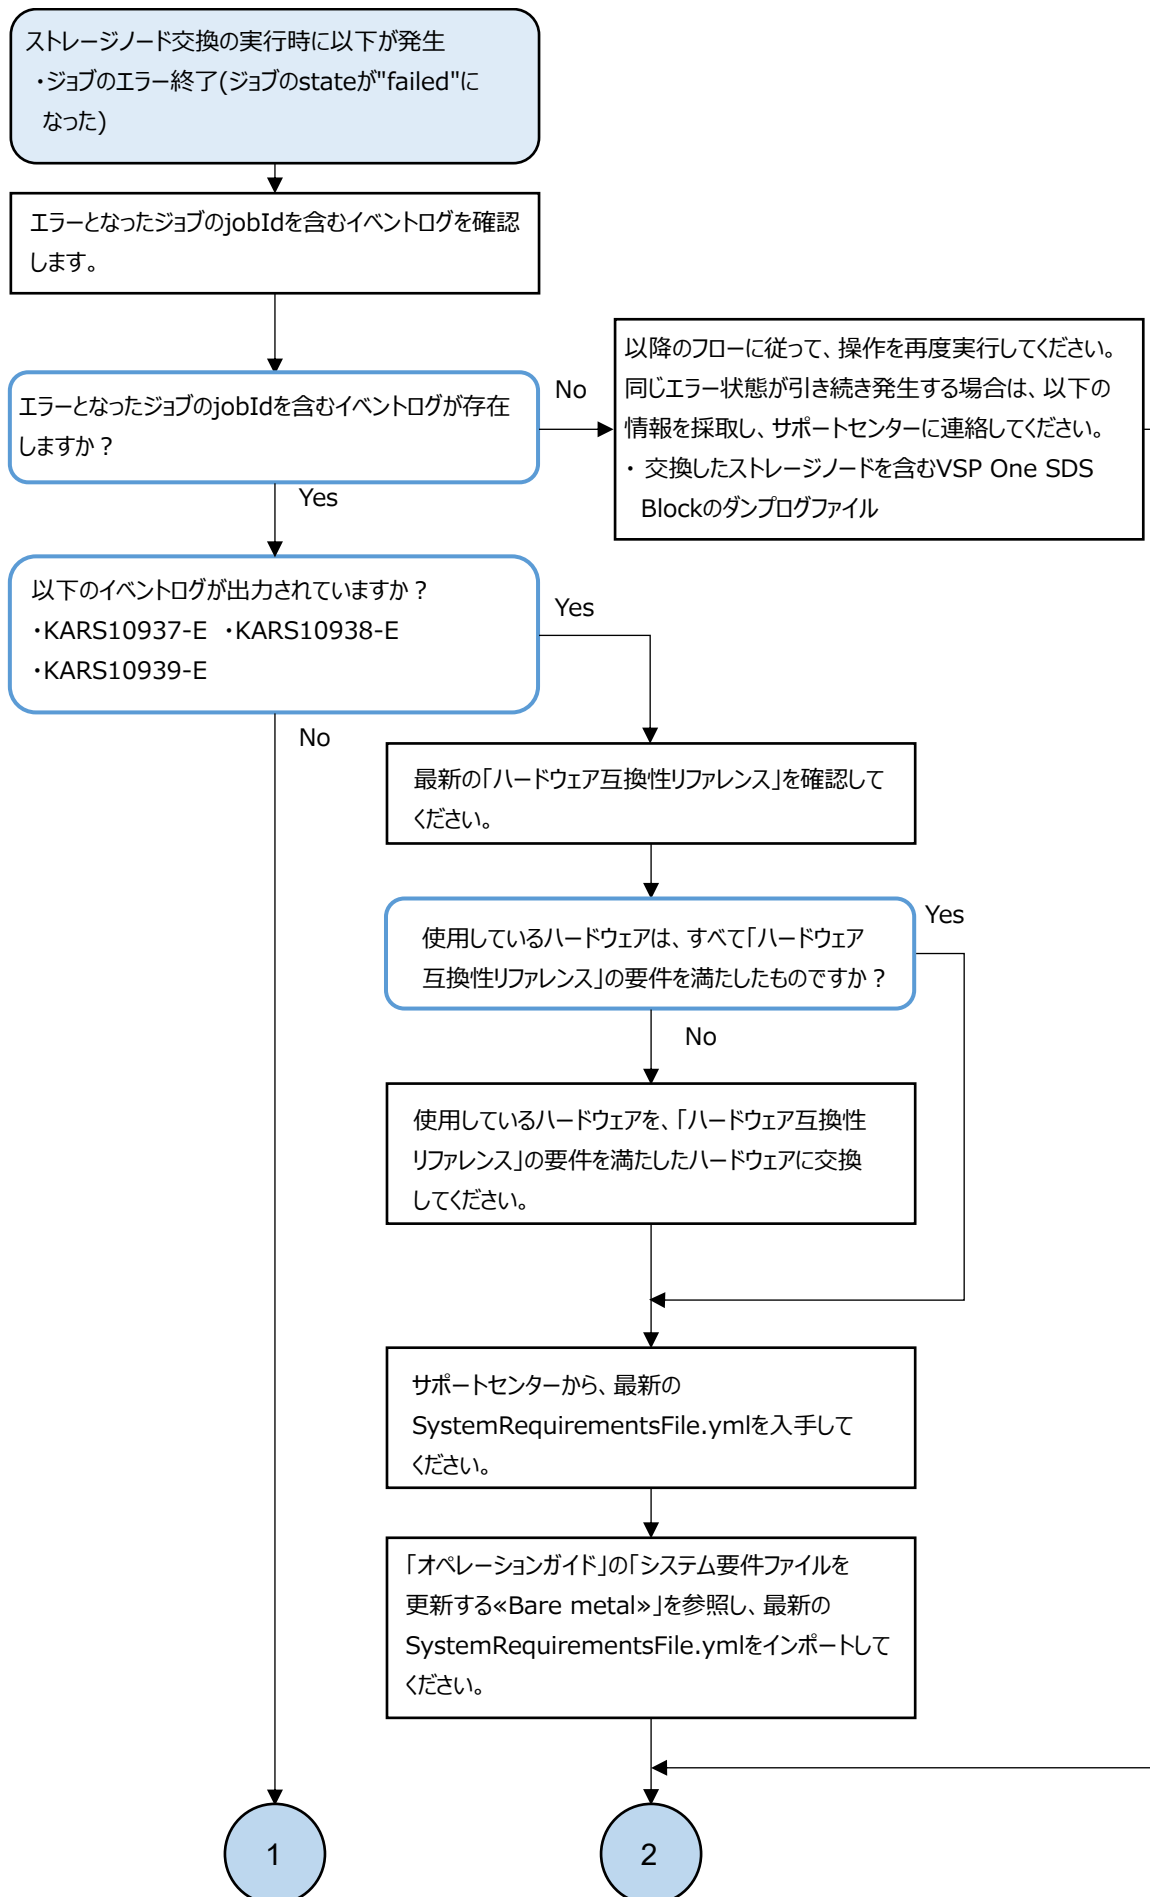 ストレージノード交換の実行時に以下が発生
・ジョブのエラー終了(ジョブのstateが"failed"に
なった)
エラーとなったジョブのjobIdを含むイベントログを確認
します。
エラーとなったジョブのjobIdを含むイベントログが存在
しますか？
No
以降のフローに従って、操作を再度実行してください。
同じエラー状態が引き続き発生する場合は、以下の
情報を採取し、サポートセンターに連絡してください。
・ 交換したストレージノードを含むVSP One SDS
Blockのダンプログファイル
Yes
以下のイベントログが出力されていますか？
・KARS10937-E ・KARS10938-E
・KARS10939-E
Yes
No
最新の「ハードウェア互換性リファレンス」を確認して
ください。
使用しているハードウェアは、すべて「ハードウェア
互換性リファレンス」の要件を満たしたものですか？
Yes
No
使用しているハードウェアを、「ハードウェア互換性
リファレンス」の要件を満たしたハードウェアに交換
してください。
サポートセンターから、最新の
SystemRequirementsFile.ymlを入手して
ください。
「オペレーションガイド」の「システム要件ファイルを
更新する«Bare metal»」を参照し、最新の
SystemRequirementsFile.ymlをインポートして
ください。
1
2